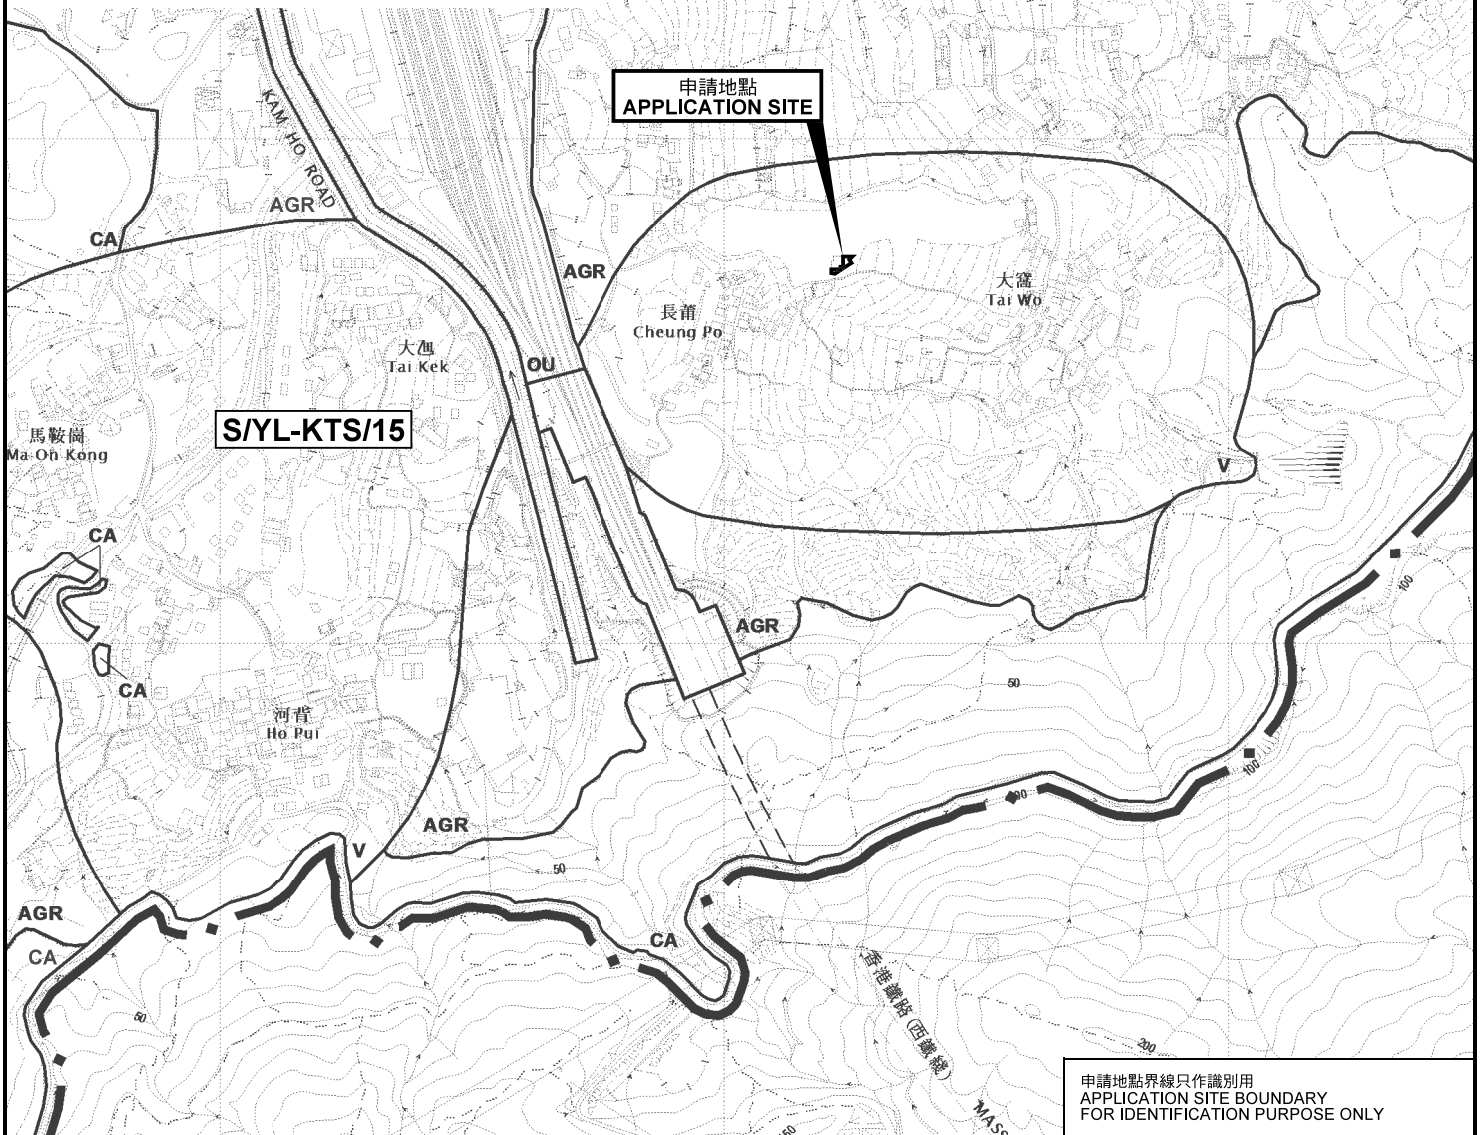 申請地點
APPLICATION SITE
KAM HO ROAD
AGR
CA
AGR
長莆
Cheung Po
大窩
Tai Wo
Tai Kek
OU
S/YL-KTS/15
馬鞍崗
Ma On Kong
V
CA
100
AGR
CA
50
河背
Ho Pui
100
100
AGR
V
50
AGR
CA
CA
50
香港鐵路(西鐵綫)
200
MASS
50
申請地點界線只作識別用
APPLICATION SITE BOUNDARY
FOR IDENTIFICATION PURPOSE ONLY